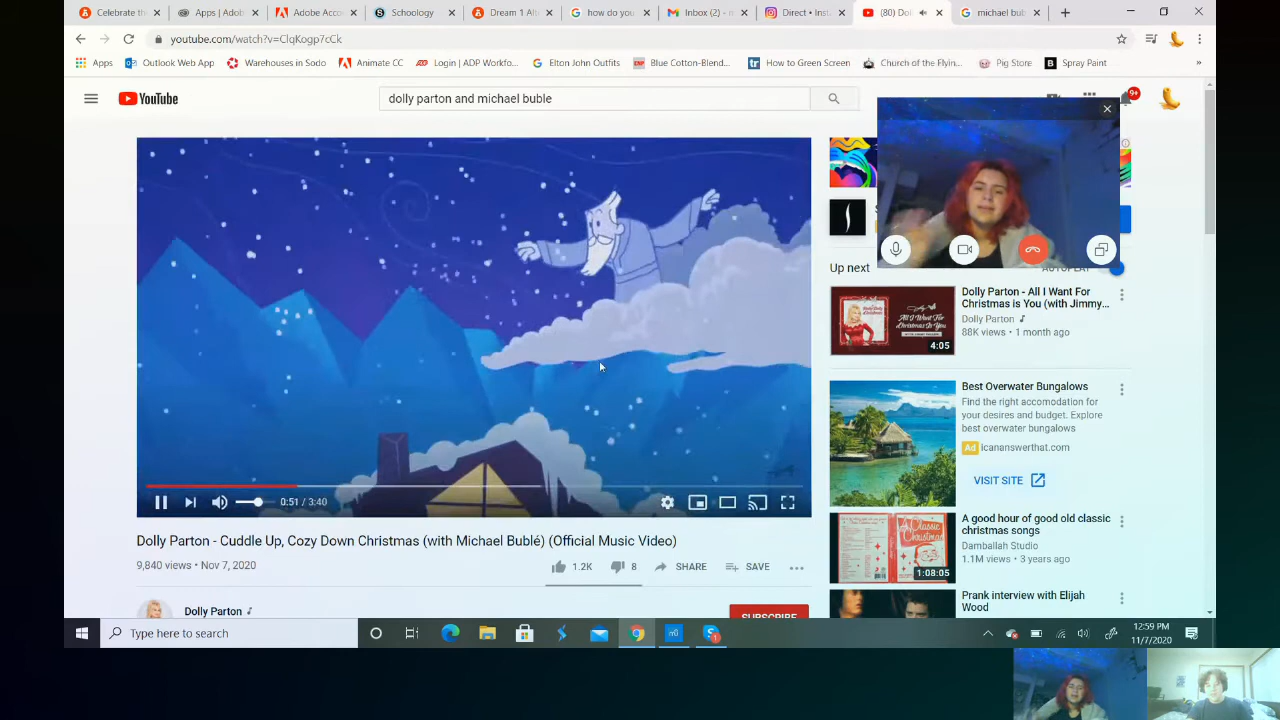 Celebrate th
Apps | Dol
Adobe Acc
Schoology
Dream 1 Alt
how do you
Inbox (2) - n
Direct • Inst
(80) Dol
michael bub
youtube.com/watch?v=ClqKogp7cCk
Apps
Outlook Web App
Warehouses in Sodo
Animate CC
Login | ADP Workfo...
Elton John Outfits
Blue Cotton-Blend...
How to Green Screen
Church of the Flyin...
Pig Store
Spray Paint
YouTube
dolly parton and michael buble
9+
Up next
AUTOPLAY
Dolly Parton - All I Want For
Christmas is You (with Jimmy...
Dolly Parton
88K views • 1 month ago
4:05
Best Overwater Bungalows
Find the right accomodation for
your desires and budget. Explore
best overwater bungalows
Ad icananswerthat.com
VISIT SITE
A good hour of good old classic
christmas songs
Damballah Studio
1.1M views • 3 years ago
1:08:05
Prank interview with Elijah
Wood
0:51 / 3:40
Dolly Parton - Cuddle Up, Cozy Down Christmas (with Michael Bublé) (Official Music Video)
9,840 views • Nov 7, 2020
1.2K
8
SHARE
SAVE
Dolly Parton
SUBSCRIBE
Type here to search
12:59 PM
11/7/2020